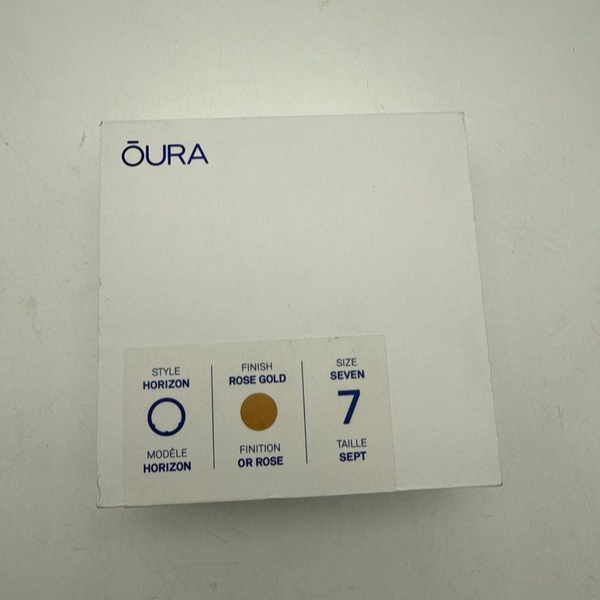 ŌURA
STYLE
HORIZON
MODÈLE
HORIZON
FINISH
ROSE GOLD
FINITION
OR ROSE
SIZE
SEVEN
7
TAILLE
SEPT